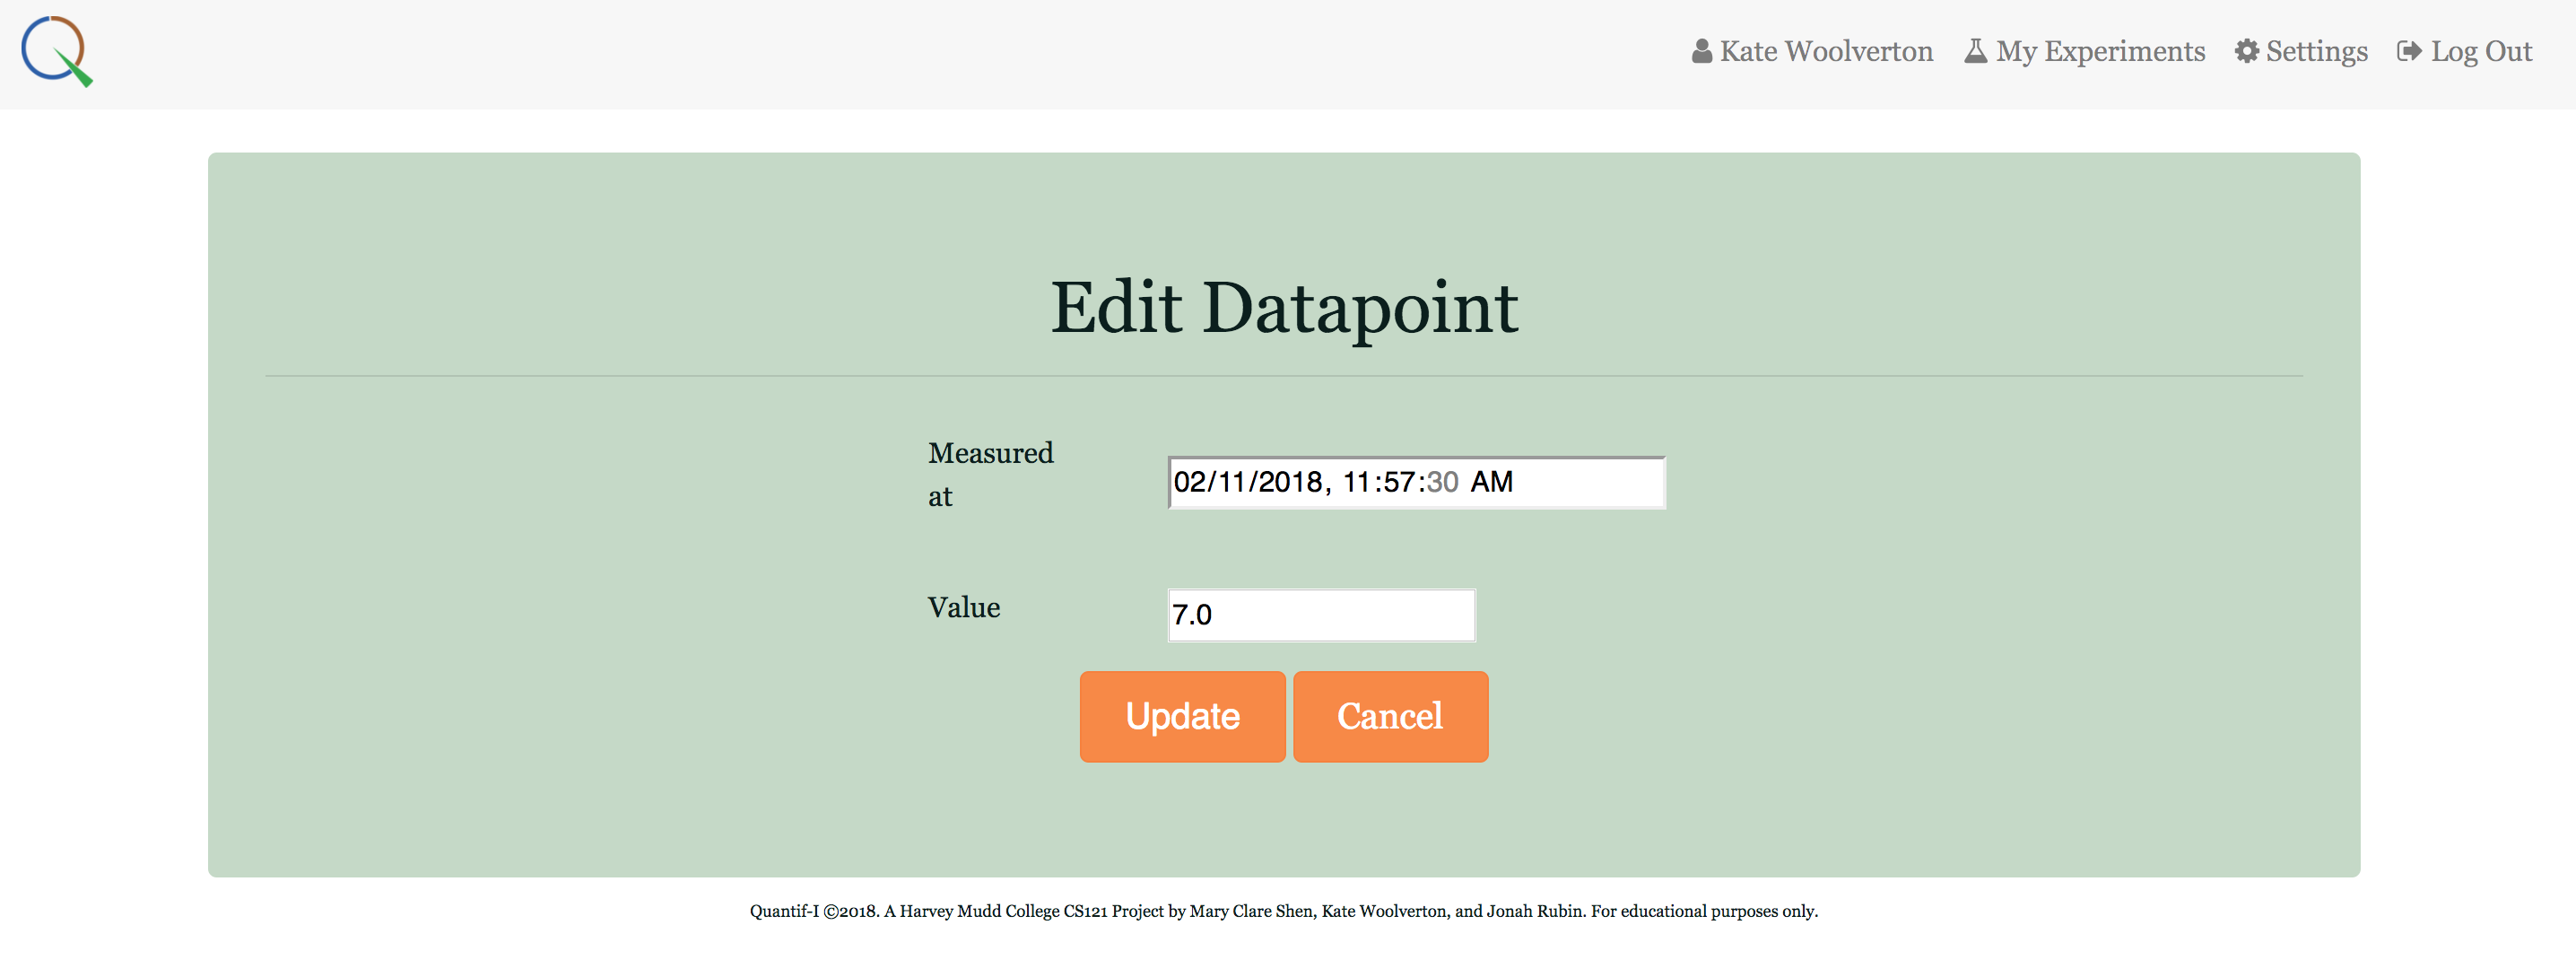 Kate Woolverton My Experiments Settings Log Out
Edit Datapoint
Measured
at
02/11/2018, 11:57:30 AM
Value
7.0
Update Cancel
Quantif-I ©2018. A Harvey Mudd College CS121 Project by Mary Clare Shen, Kate Woolverton, and Jonah Rubin. For educational purposes only.